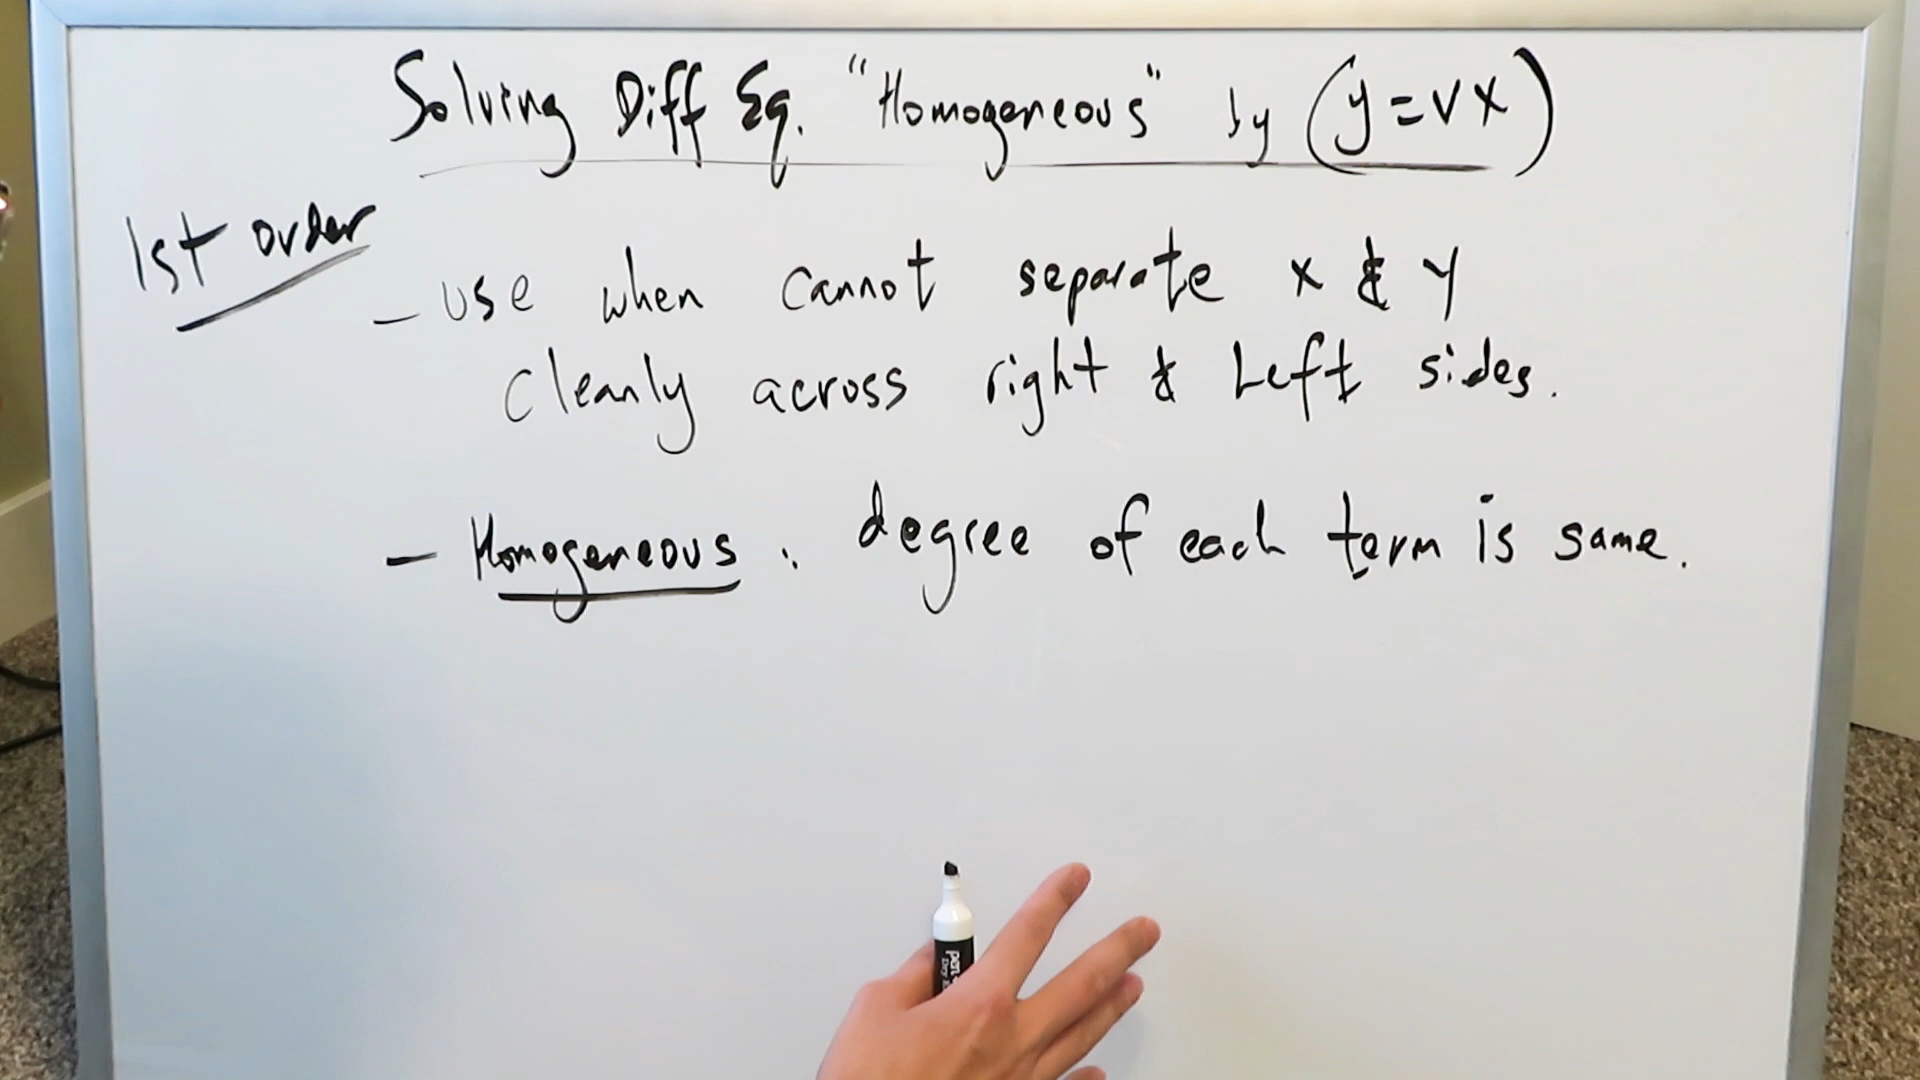 Solving Diff Eq. "Homogeneous" by (y=vx)
1st order
- use when cannot separate x & y
cleanly across right & Left sides.
- Homogeneous : degree of each term is same.